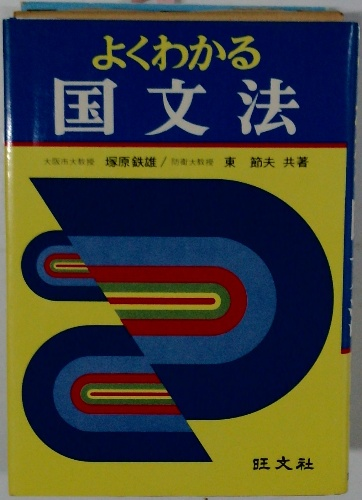 よくわかる
国文法
大阪市大教授 塚原鉄雄/防衛大教授 東 節夫 共著
旺文社